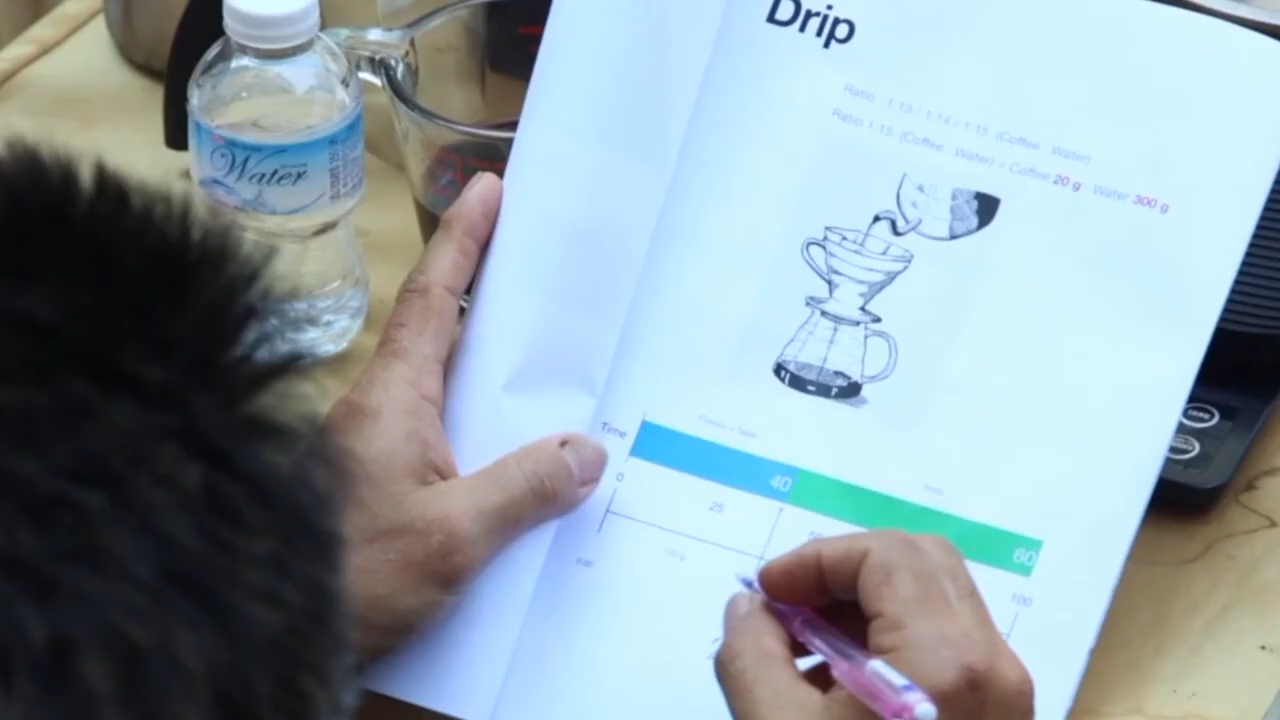 Water
Drip
Ratio 1:13 / 1:14 / 1:15 (Coffee Water)
Ratio 1:15 (Coffee Water) = Coffee 20 g Water 300 g
Time
40
60
0
25
100
TARE